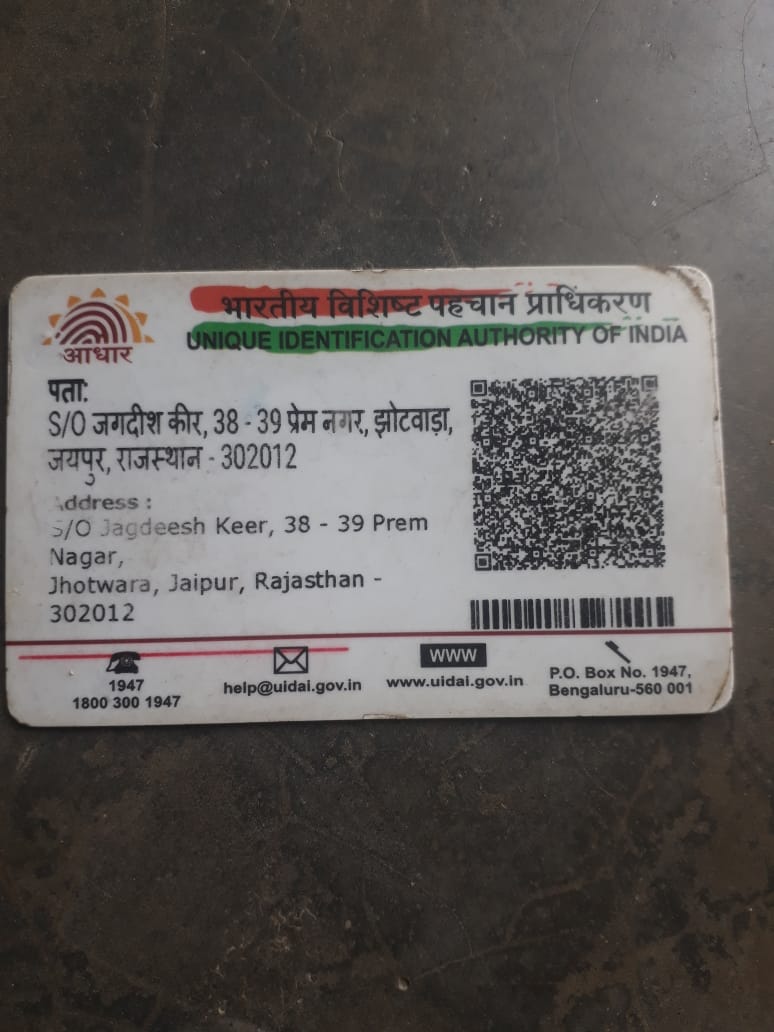 आधार
भारतीय विशिष्ट पहचान प्राधिकरण
UNIQUE IDENTIFICATION AUTHORITY OF INDIA
पता:
S/O जगदीश कीर, 38 - 39 प्रेम नगर, झोटवाड़ा,
जयपुर, राजस्थान - 302012
Address :
S/O Jagdeesh Keer, 38 - 39 Prem
Nagar,
Jhotwara, Jaipur, Rajasthan -
302012
1947
1800 300 1947
help@uidai.gov.in
WWW
www.uidai.gov.in
P.O. Box No. 1947,
Bengaluru-560 001